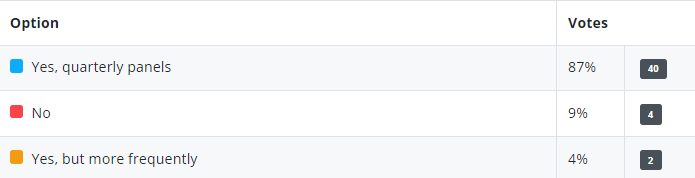 Option Votes
Yes, quarterly panels 87% 40
No 9% 4
Yes, but more frequently 4% 2